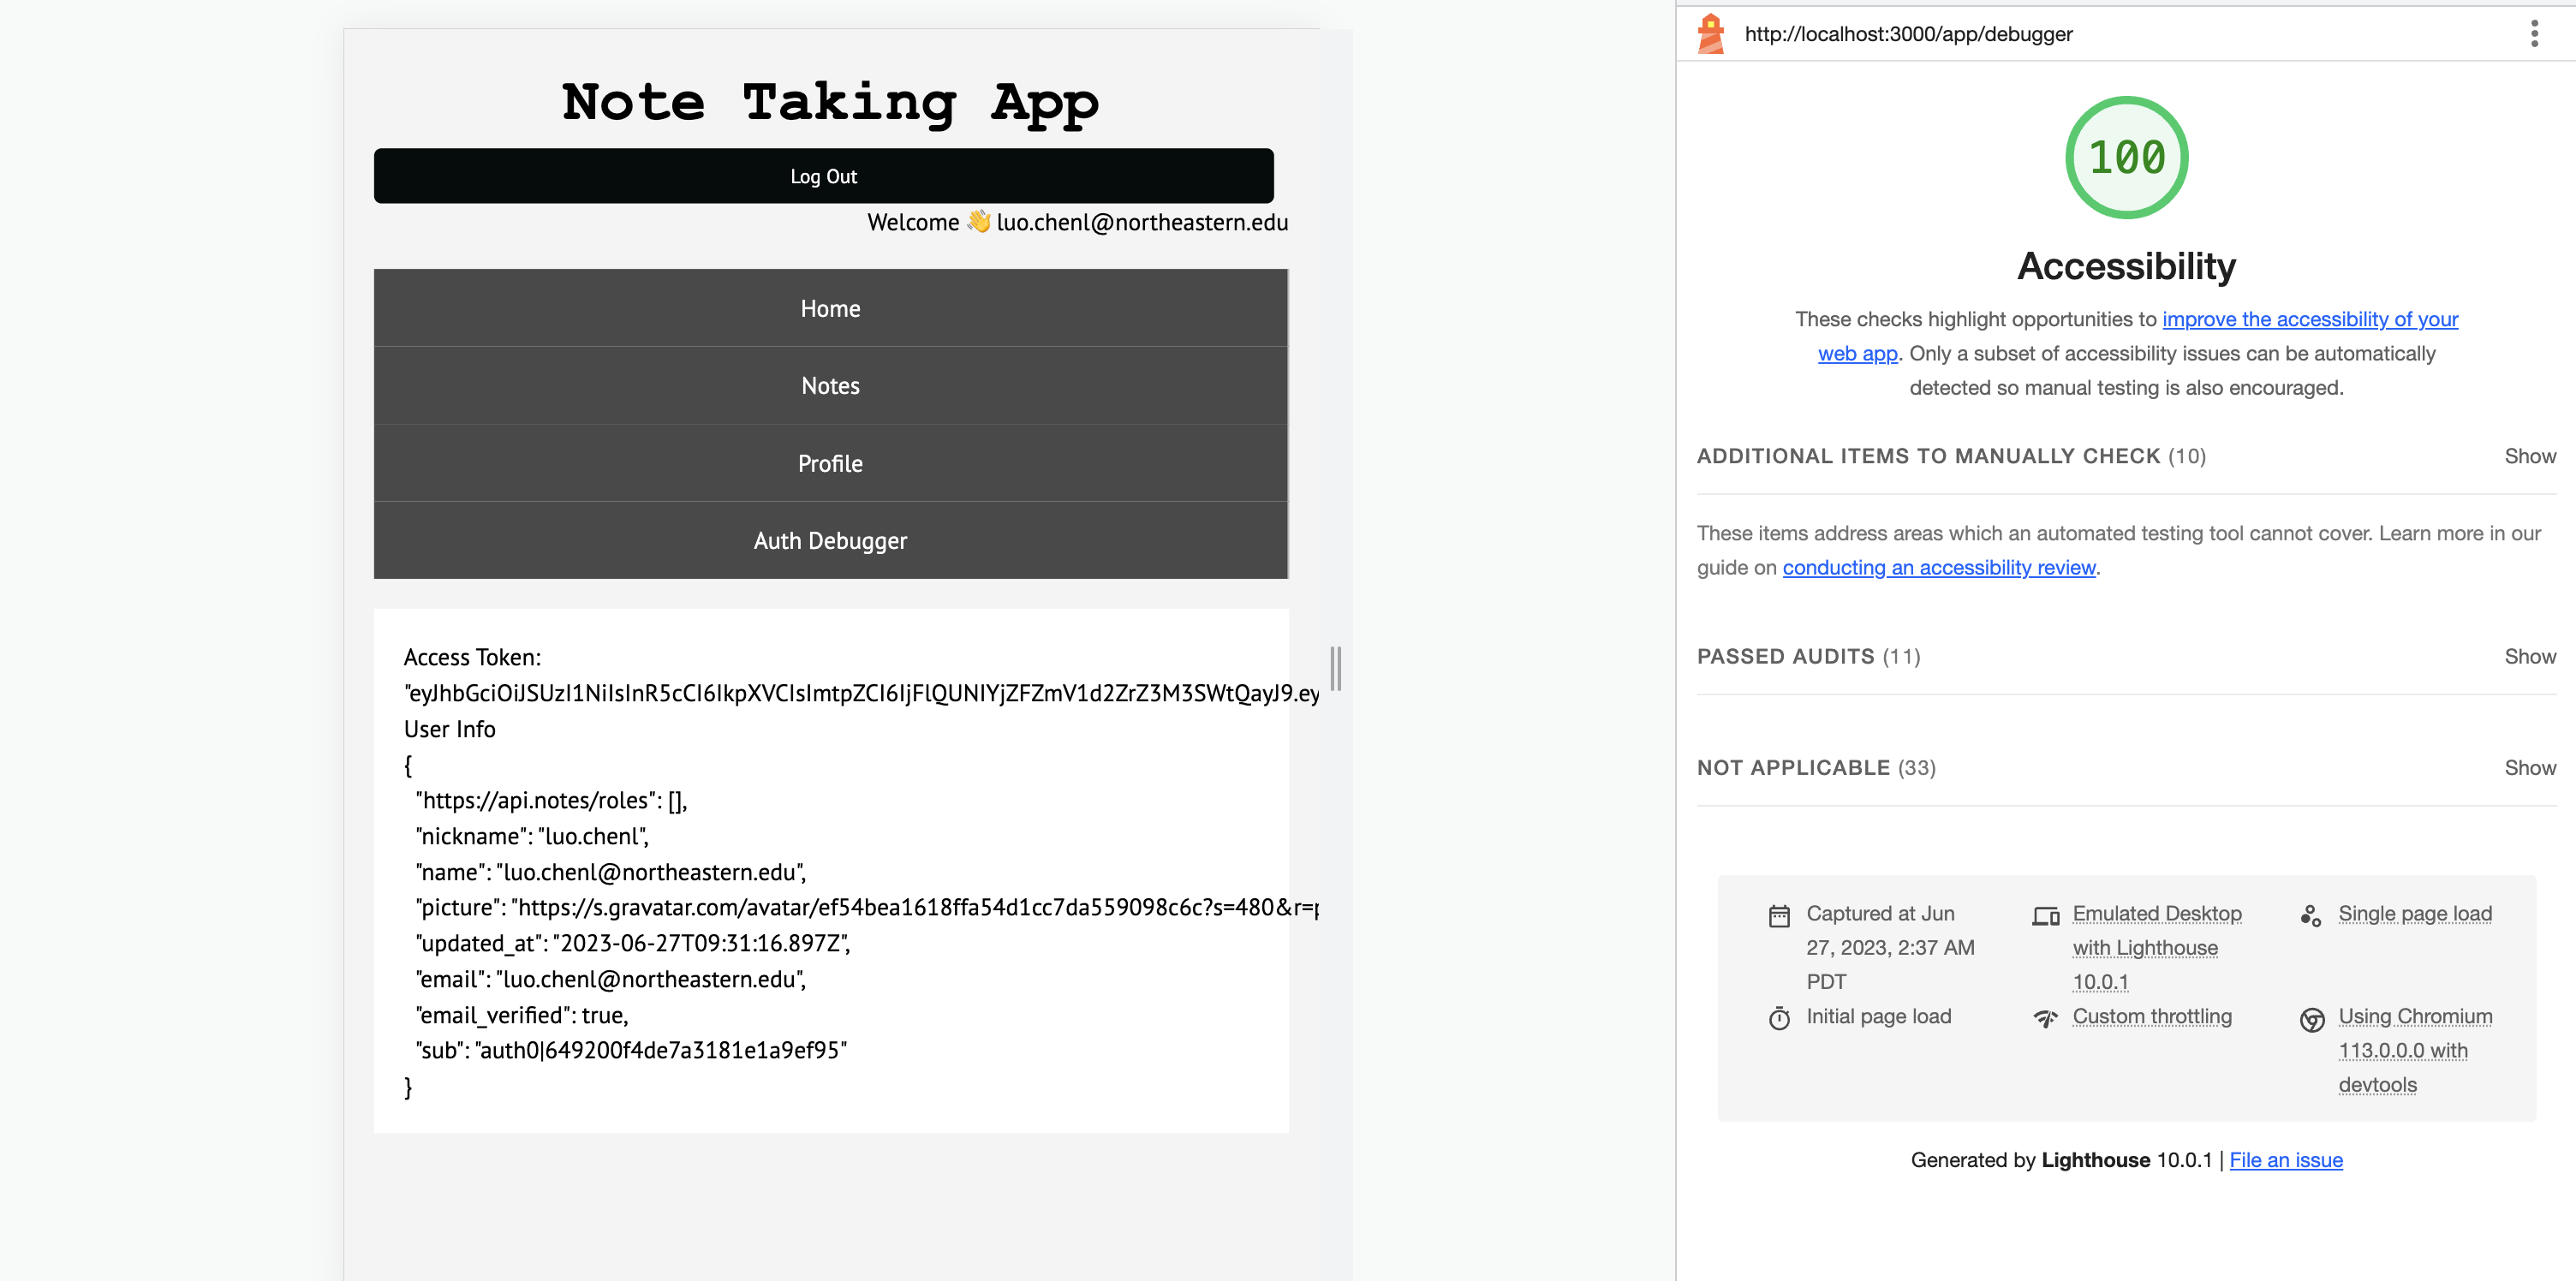 Note Taking App
Log Out
Welcome 👋 luo.chenl@northeastern.edu
Home
Notes
Profile
Auth Debugger
Access Token:
"eyJhbGciOiJSUzI1NiIsInR5cCI6IkpXVCIsImtpZCI6IjFlQUNIYjZFZmV1d2ZrZ3M3SWtQayJ9.ey
User Info
{
"https://api.notes/roles": [],
"nickname": "luo.chenl",
"name": "luo.chenl@northeastern.edu",
"picture": "https://s.gravatar.com/avatar/ef54bea1618ffa54d1cc7da559098c6c?s=480&r=p
"updated_at": "2023-06-27T09:31:16.897Z",
"email": "luo.chenl@northeastern.edu",
"email_verified": true,
"sub": "auth0|649200f4de7a3181e1a9ef95"
}
http://localhost:3000/app/debugger
100
Accessibility
These checks highlight opportunities to improve the accessibility of your
web app. Only a subset of accessibility issues can be automatically
detected so manual testing is also encouraged.
ADDITIONAL ITEMS TO MANUALLY CHECK (10) Show
These items address areas which an automated testing tool cannot cover. Learn more in our
guide on conducting an accessibility review.
PASSED AUDITS (11) Show
NOT APPLICABLE (33) Show
Captured at Jun
27, 2023, 2:37 AM
PDT
Emulated Desktop
with Lighthouse
10.0.1
Single page load
Initial page load
Custom throttling
Using Chromium
113.0.0.0 with
devtools
Generated by Lighthouse 10.0.1 | File an issue